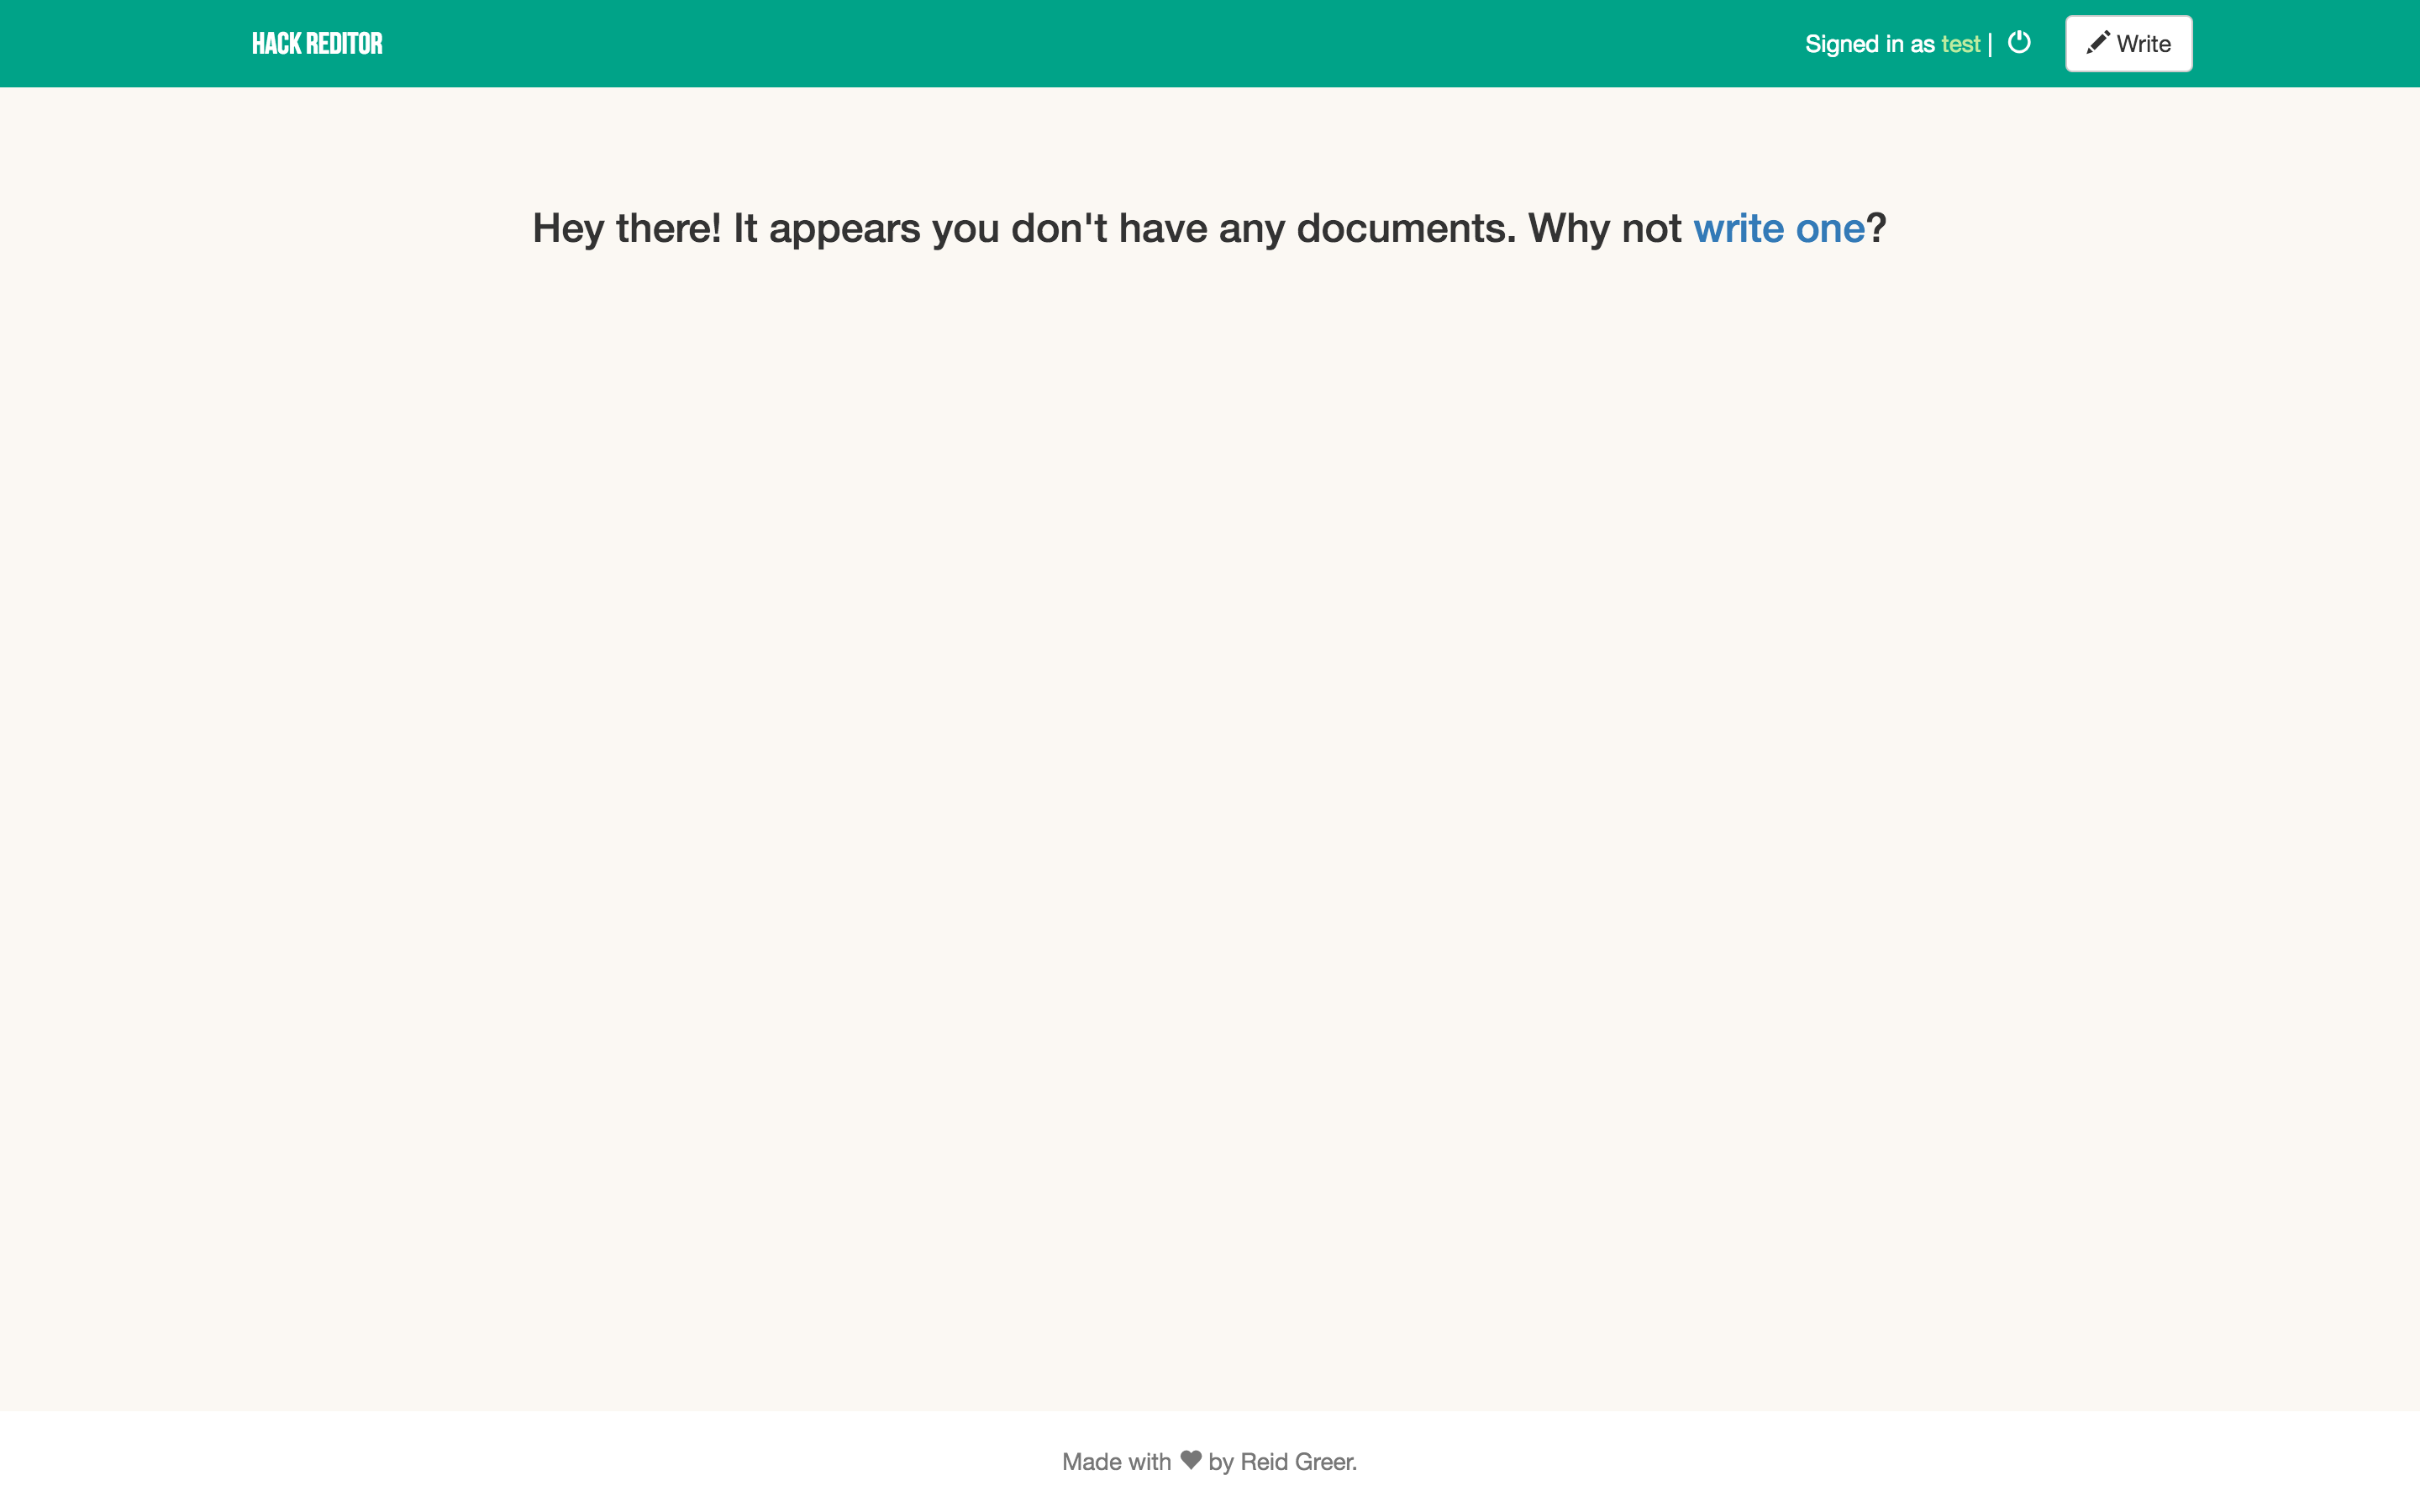 HACK REDITOR
Signed in as test |
Write
Hey there! It appears you don't have any documents. Why not write one?
Made with ♥ by Reid Greer.